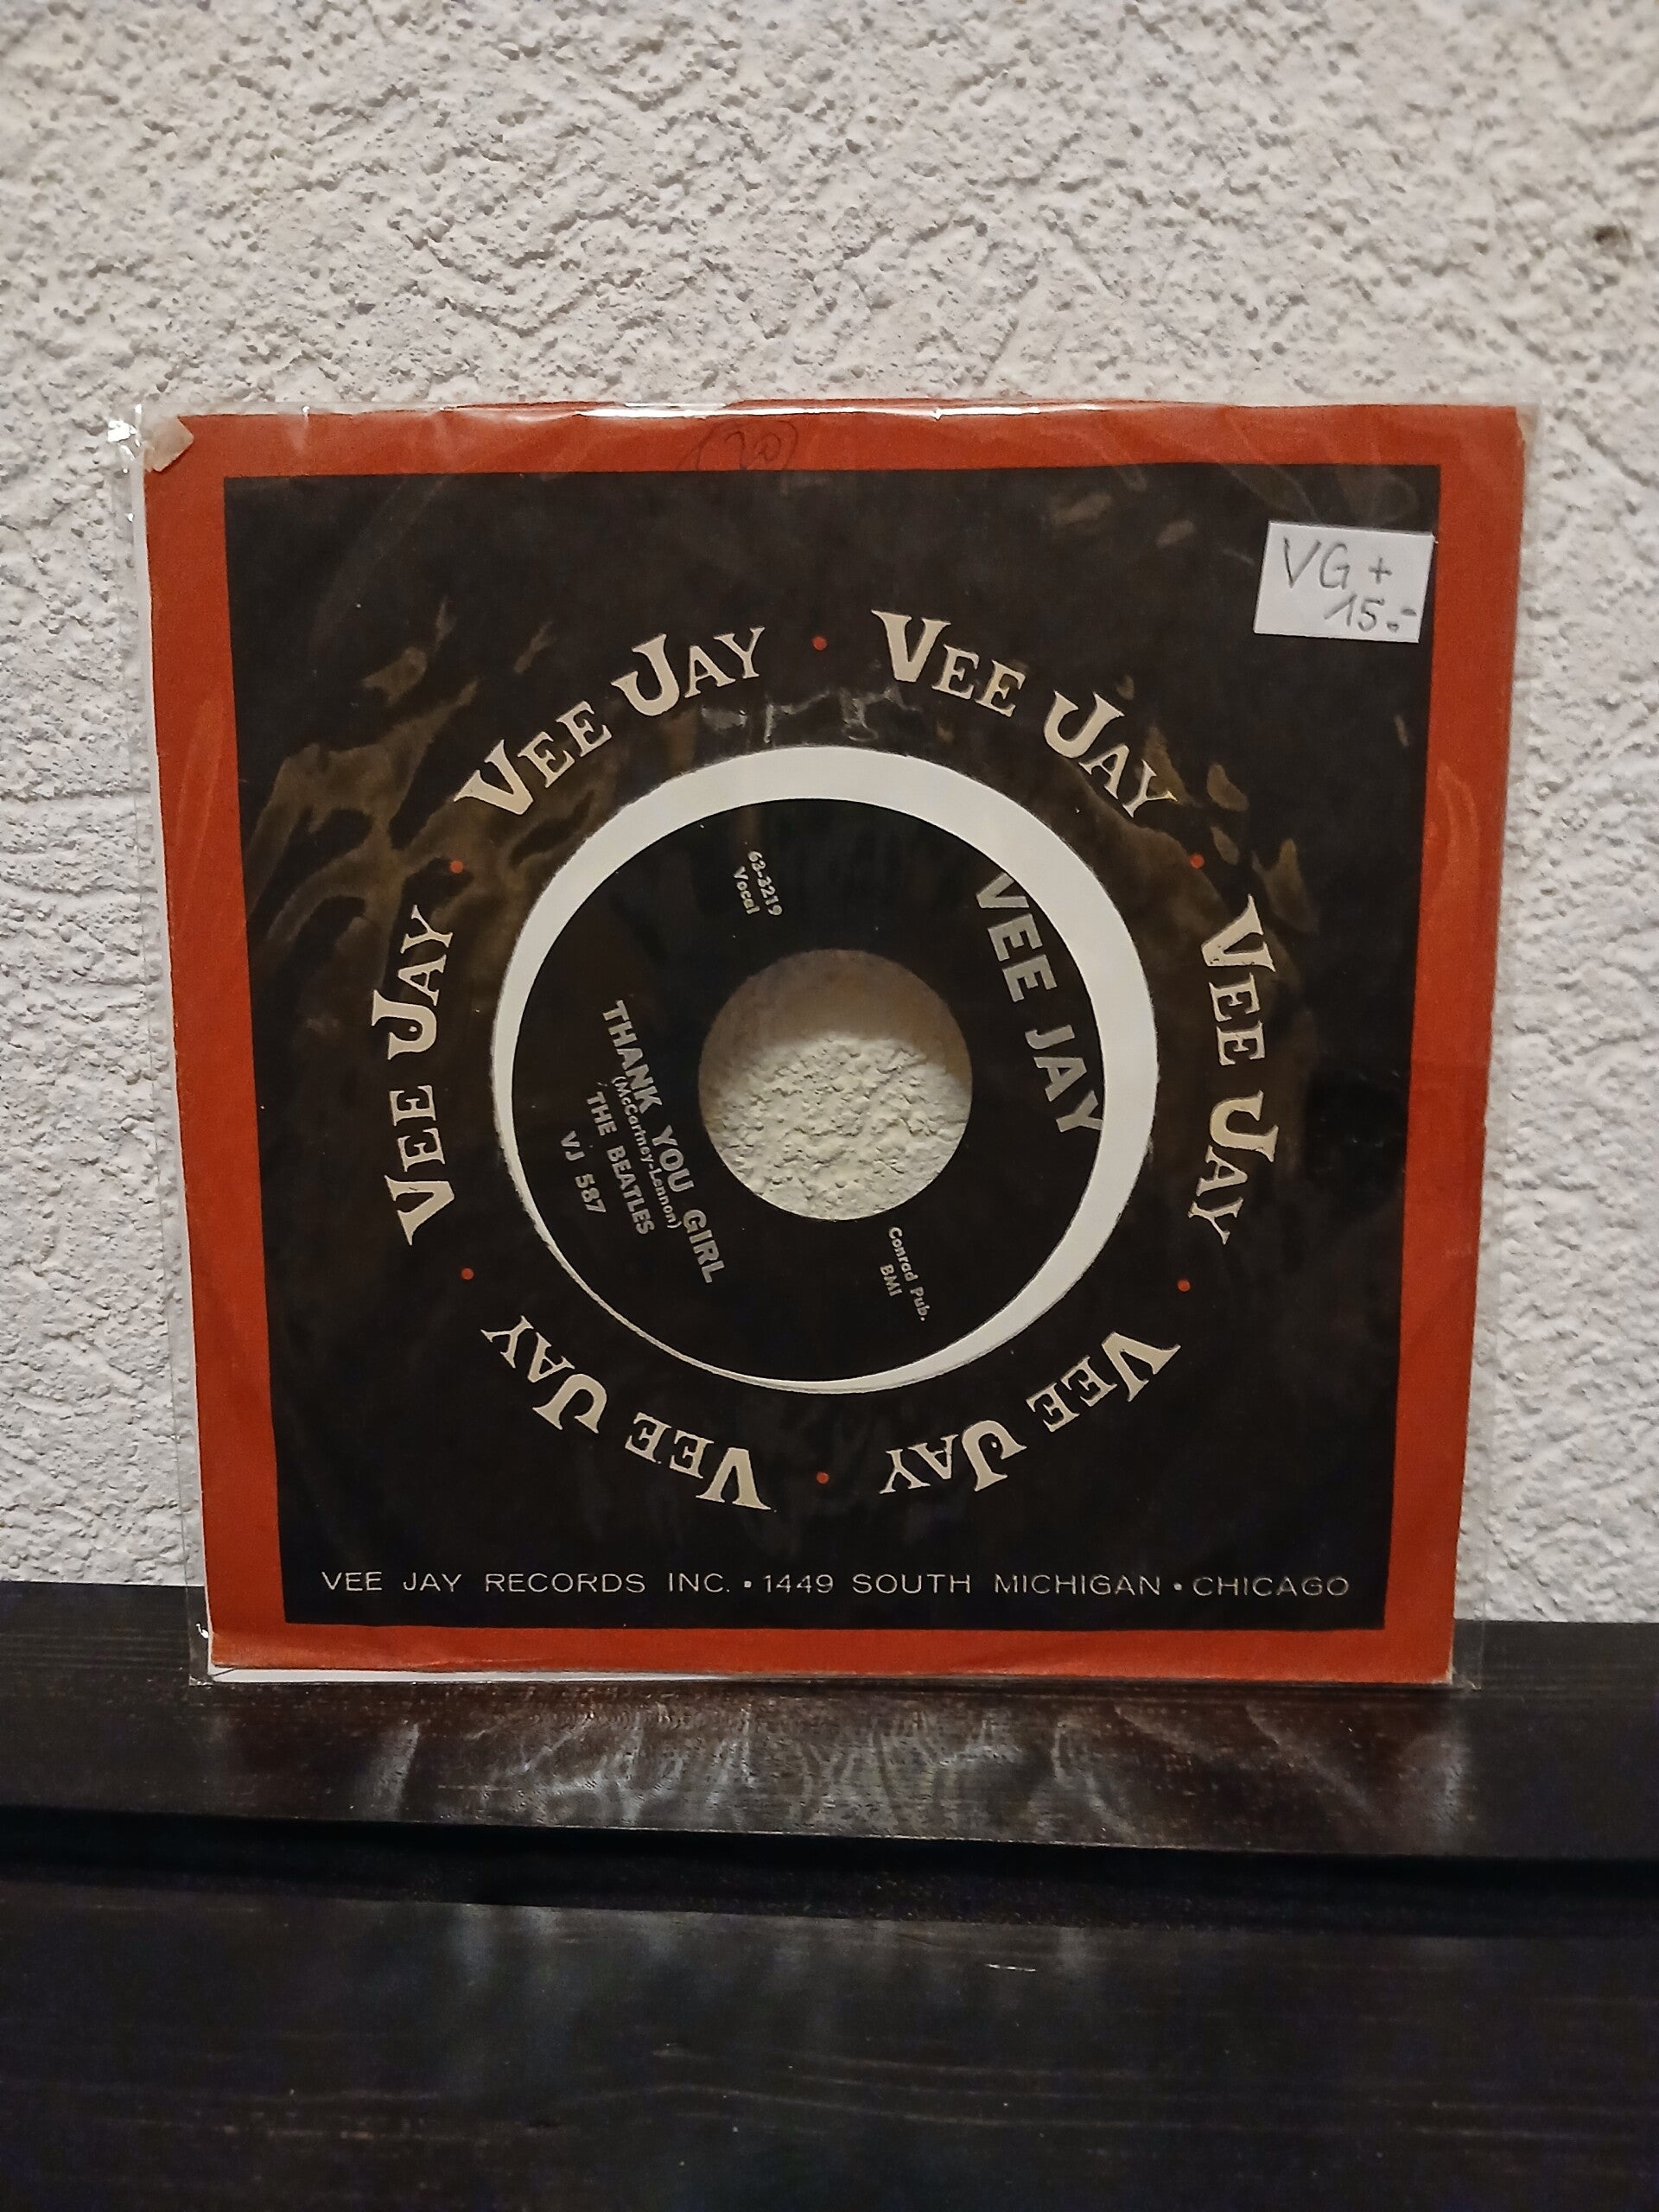 (20)
VG +
15.-
VEE JAY • VEE JAY • VEE JAY • VEE JAY • VEE JAY • VEE JAY •
VEE JAY
63-3219
Vocal
Conrad Pub.
BMI
THANK YOU GIRL
(McCartney-Lennon)
THE BEATLES
VJ 587
VEE JAY RECORDS INC. • 1449 SOUTH MICHIGAN • CHICAGO